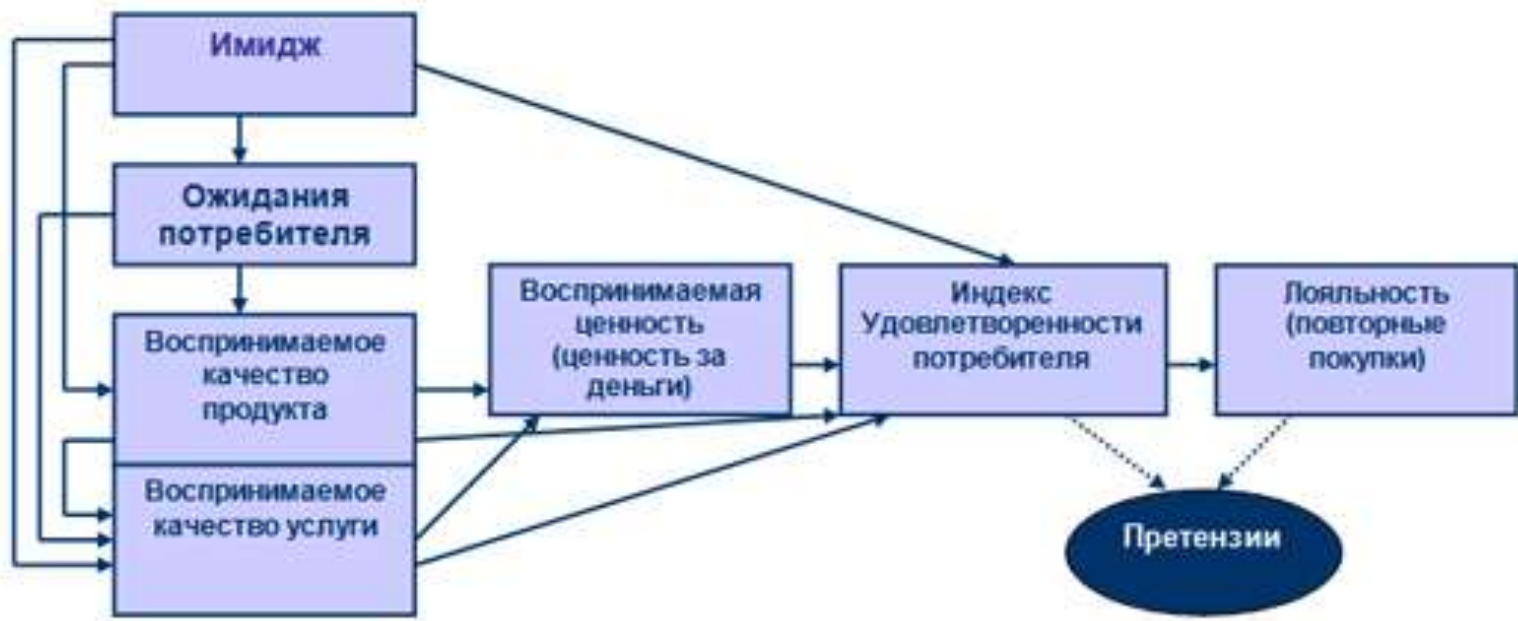 Имидж
Ожидания
потребителя
Воспринимаемое
качество
продукта
Воспринимаемое
качество услуги
Воспринимаемая
ценность
(ценность за
деньги)
Индекс
Удовлетворенности
потребителя
Лояльность
(повторные
покупки)
Претензии